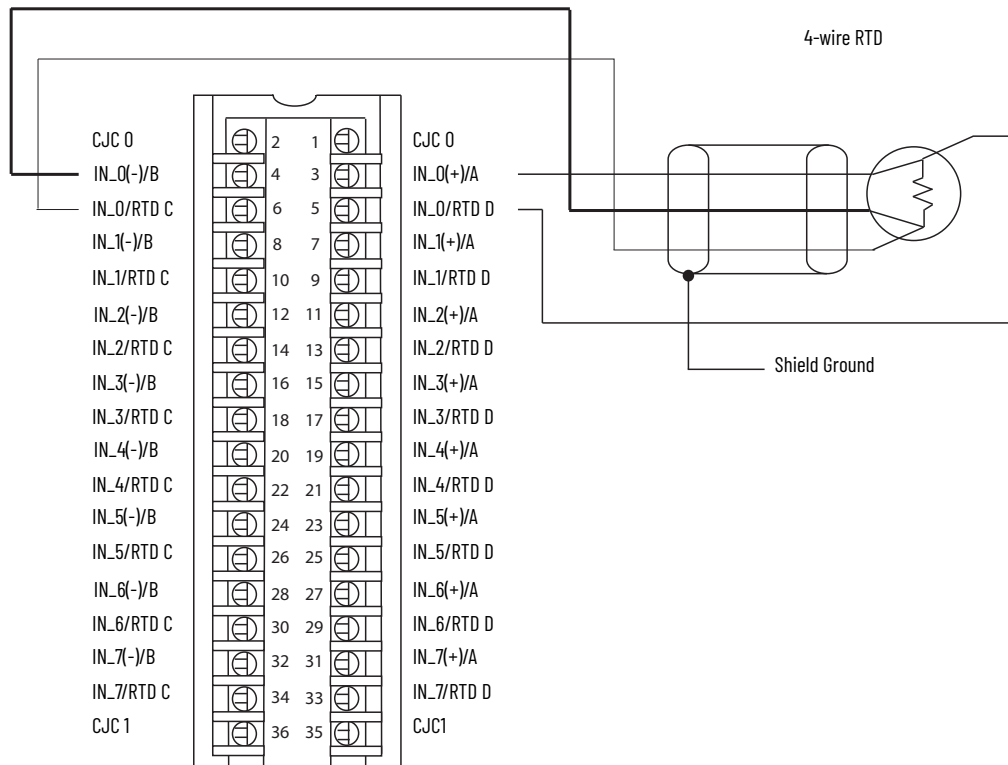 4-wire RTD
CJC 0 2 1 CJC 0
IN_0(-)/B 4 3 IN_0(+)/A
IN_0/RTD C 6 5 IN_0/RTD D
IN_1(-)/B 8 7 IN_1(+)/A
IN_1/RTD C 10 9 IN_1/RTD D
IN_2(-)/B 12 11 IN_2(+)/A
IN_2/RTD C 14 13 IN_2/RTD D
Shield Ground
IN_3(-)/B 16 15 IN_3(+)/A
IN_3/RTD C 18 17 IN_3/RTD D
IN_4(-)/B 20 19 IN_4(+)/A
IN_4/RTD C 22 21 IN_4/RTD D
IN_5(-)/B 24 23 IN_5(+)/A
IN_5/RTD C 26 25 IN_5/RTD D
IN_6(-)/B 28 27 IN_6(+)/A
IN_6/RTD C 30 29 IN_6/RTD D
IN_7(-)/B 32 31 IN_7(+)/A
IN_7/RTD C 34 33 IN_7/RTD D
CJC 1 36 35 CJC1